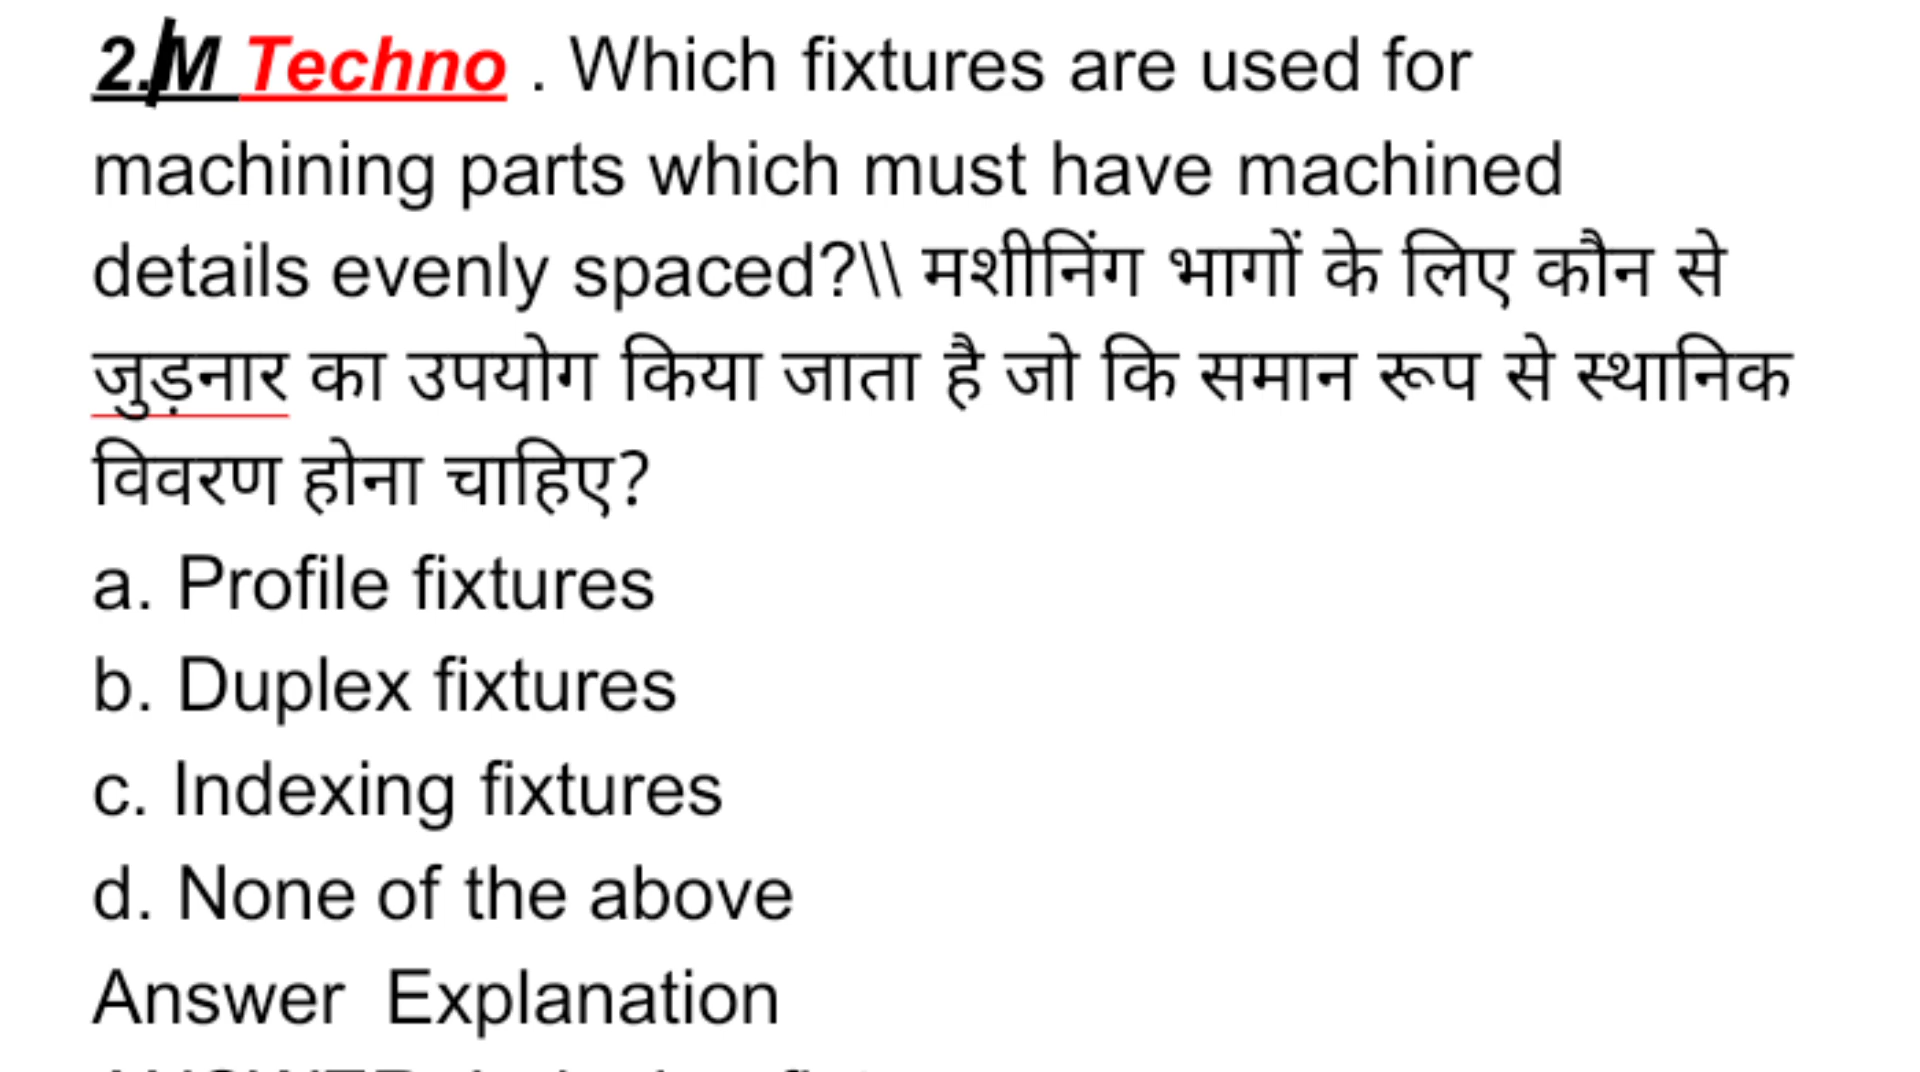 2.M Techno . Which fixtures are used for
machining parts which must have machined
details evenly spaced?\\ मशीनिंग भागों के लिए कौन से
जुड़नार का उपयोग किया जाता है जो कि समान रूप से स्थानिक
विवरण होना चाहिए?
a. Profile fixtures
b. Duplex fixtures
c. Indexing fixtures
d. None of the above
Answer  Explanation